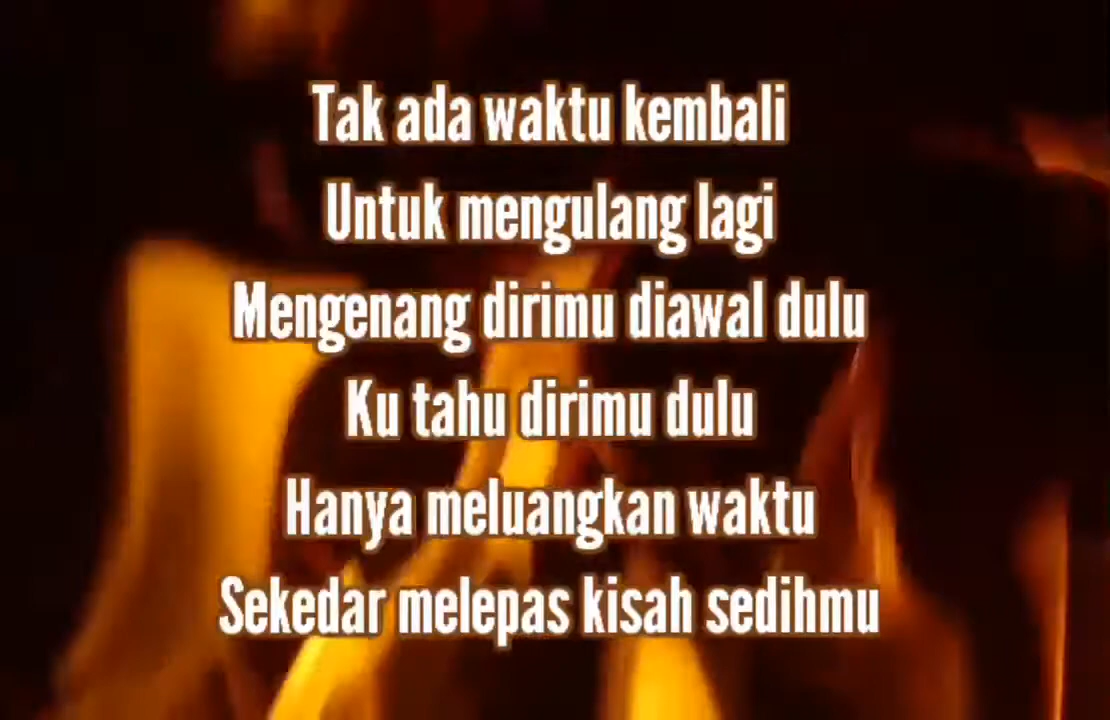 Tak ada waktu kembali
Untuk mengulang lagi
Mengenang dirimu diawal dulu
Ku tahu dirimu dulu
Hanya meluangkan waktu
Sekedar melepas kisah sedihmu